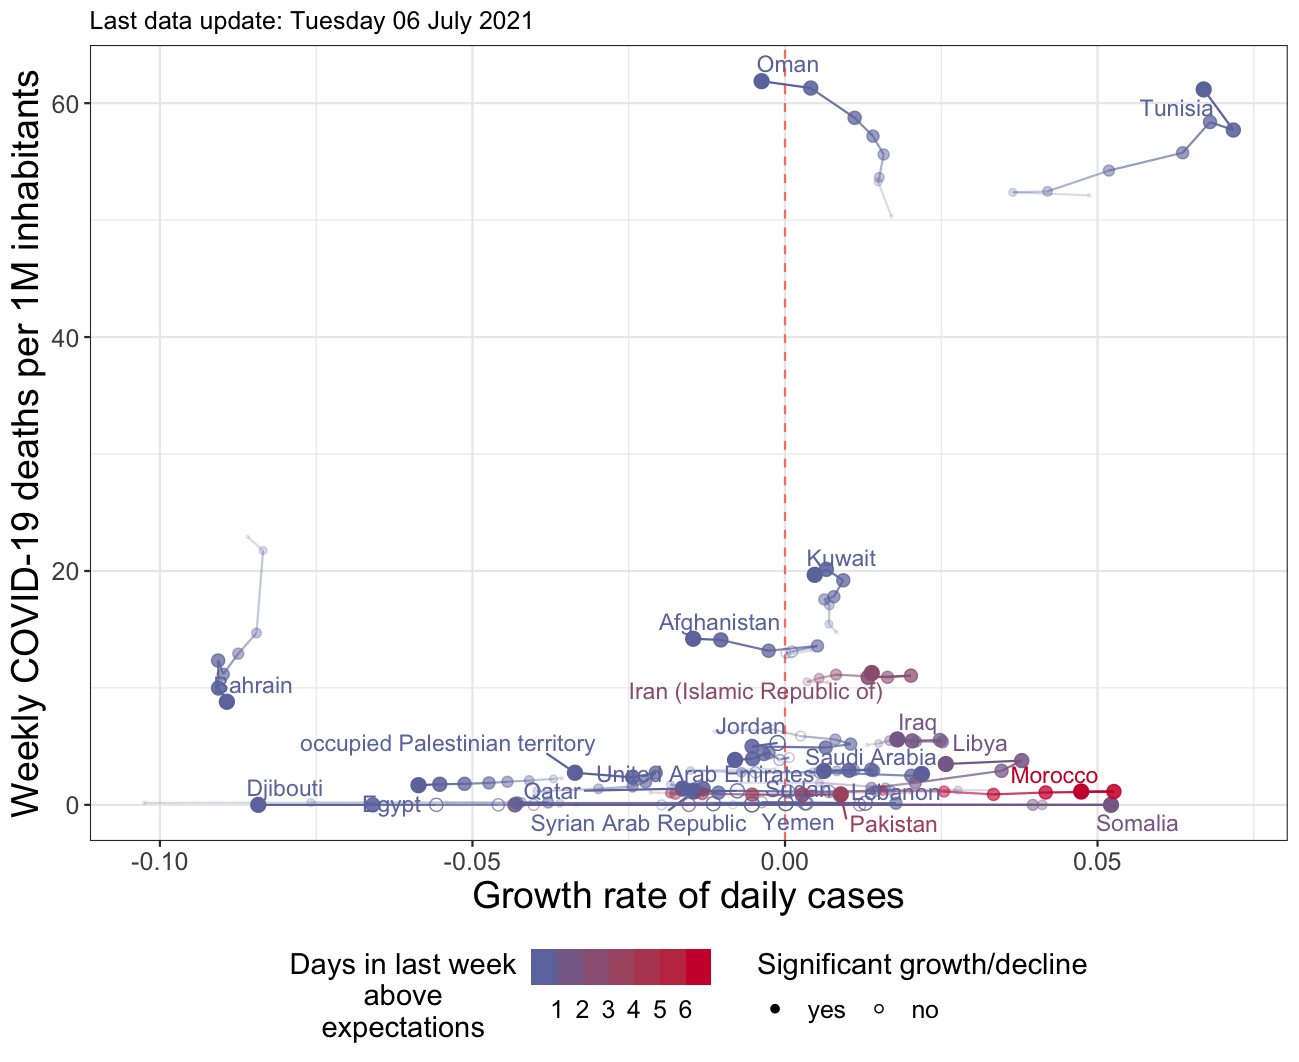 Last data update: Tuesday 06 July 2021
Weekly COVID-19 deaths per 1M inhabitants
60
40
20
0
Oman
Tunisia
Kuwait
Afghanistan
Bahrain
Iran (Islamic Republic of)
Iraq
Jordan
occupied Palestinian territory
Libya
Saudi Arabia
United Arab Emirates
Morocco
Djibouti
Qatar
Sudan
Lebanon
Egypt
Syrian Arab Republic
Yemen
Pakistan
Somalia
-0.10
-0.05
0.00
0.05
Growth rate of daily cases
Days in last week
above
expectations
1 2 3 4 5 6
Significant growth/decline
yes
no